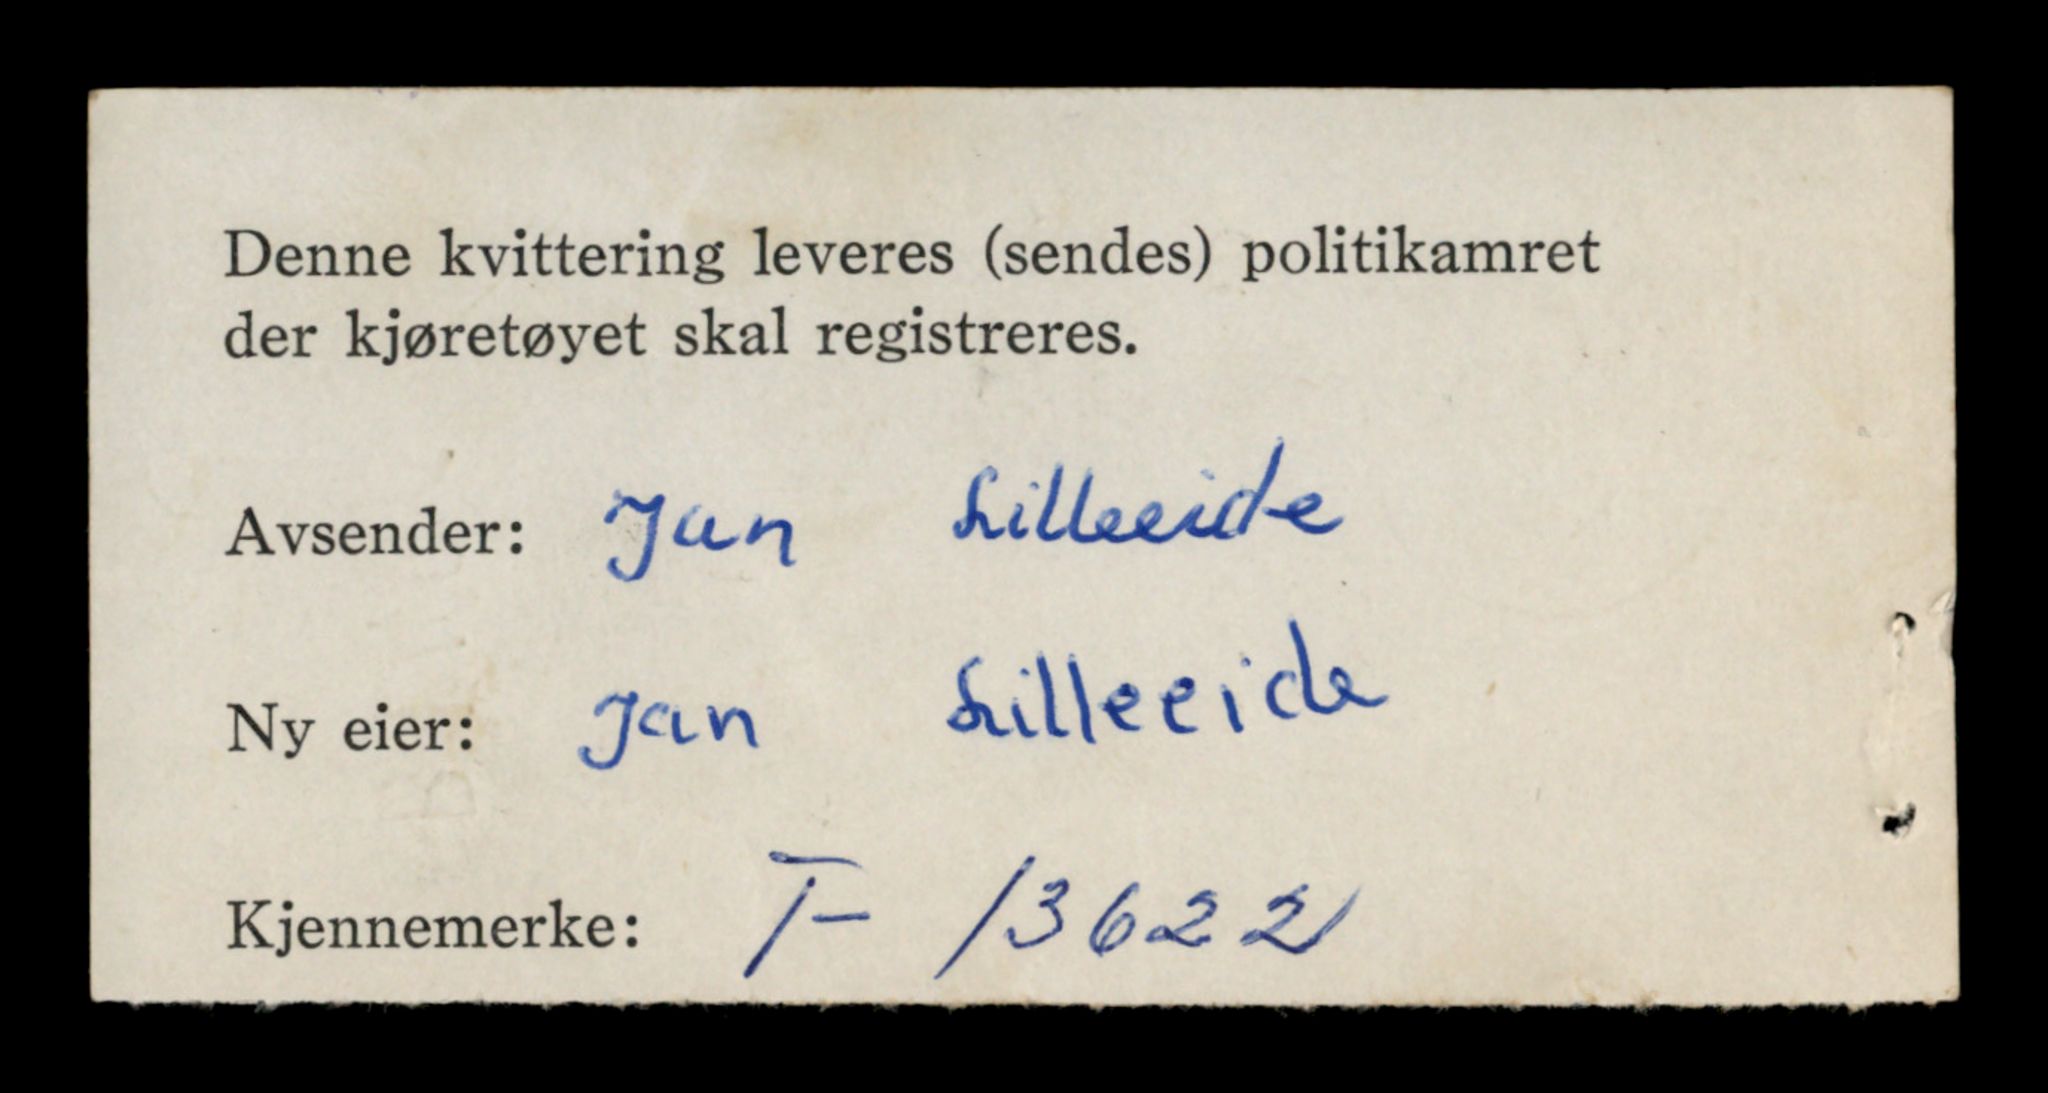 Denne kvittering leveres (sendes) politikamret
der kjøretøyet skal registreres.
Avsender: Jan Lilleeide
Ny eier: Jan Lilleeide
Kjennemerke: T- 13622